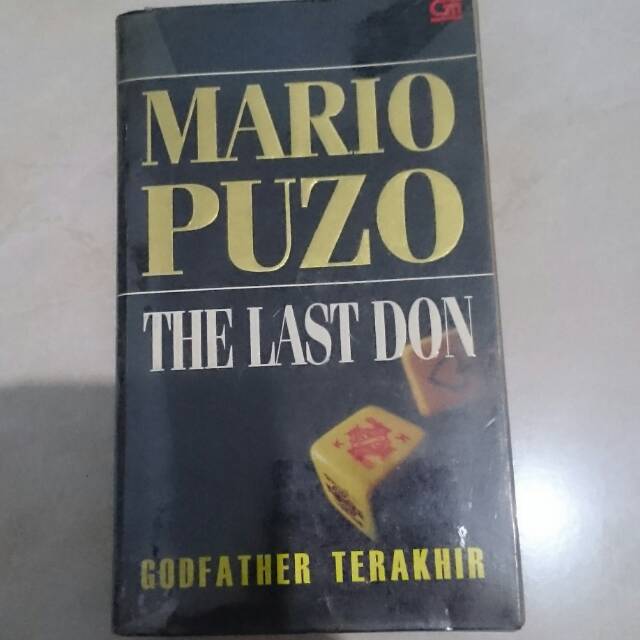 MARIO
PUZO
THE LAST DON
GODFATHER TERAKHIR